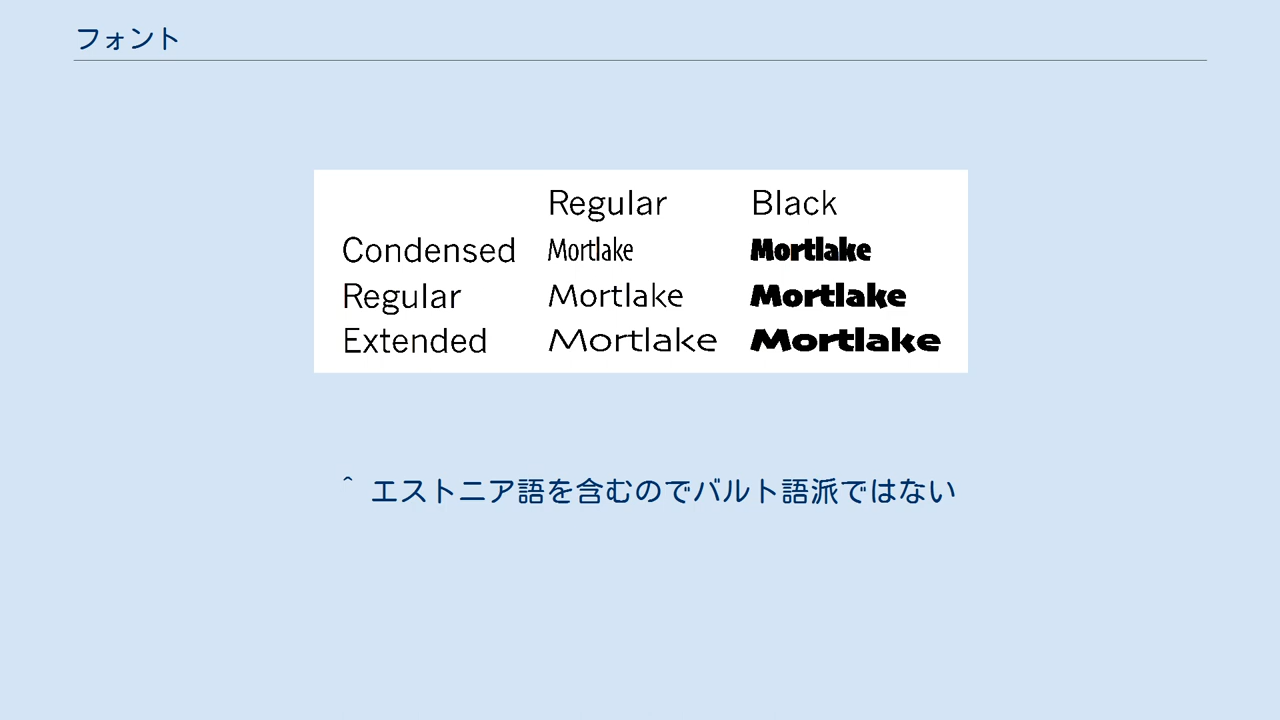 フォント
Regular Black
Condensed Mortlake Mortlake
Regular Mortlake Mortlake
Extended Mortlake Mortlake
^ エストニア語を含むのでバルト語派ではない